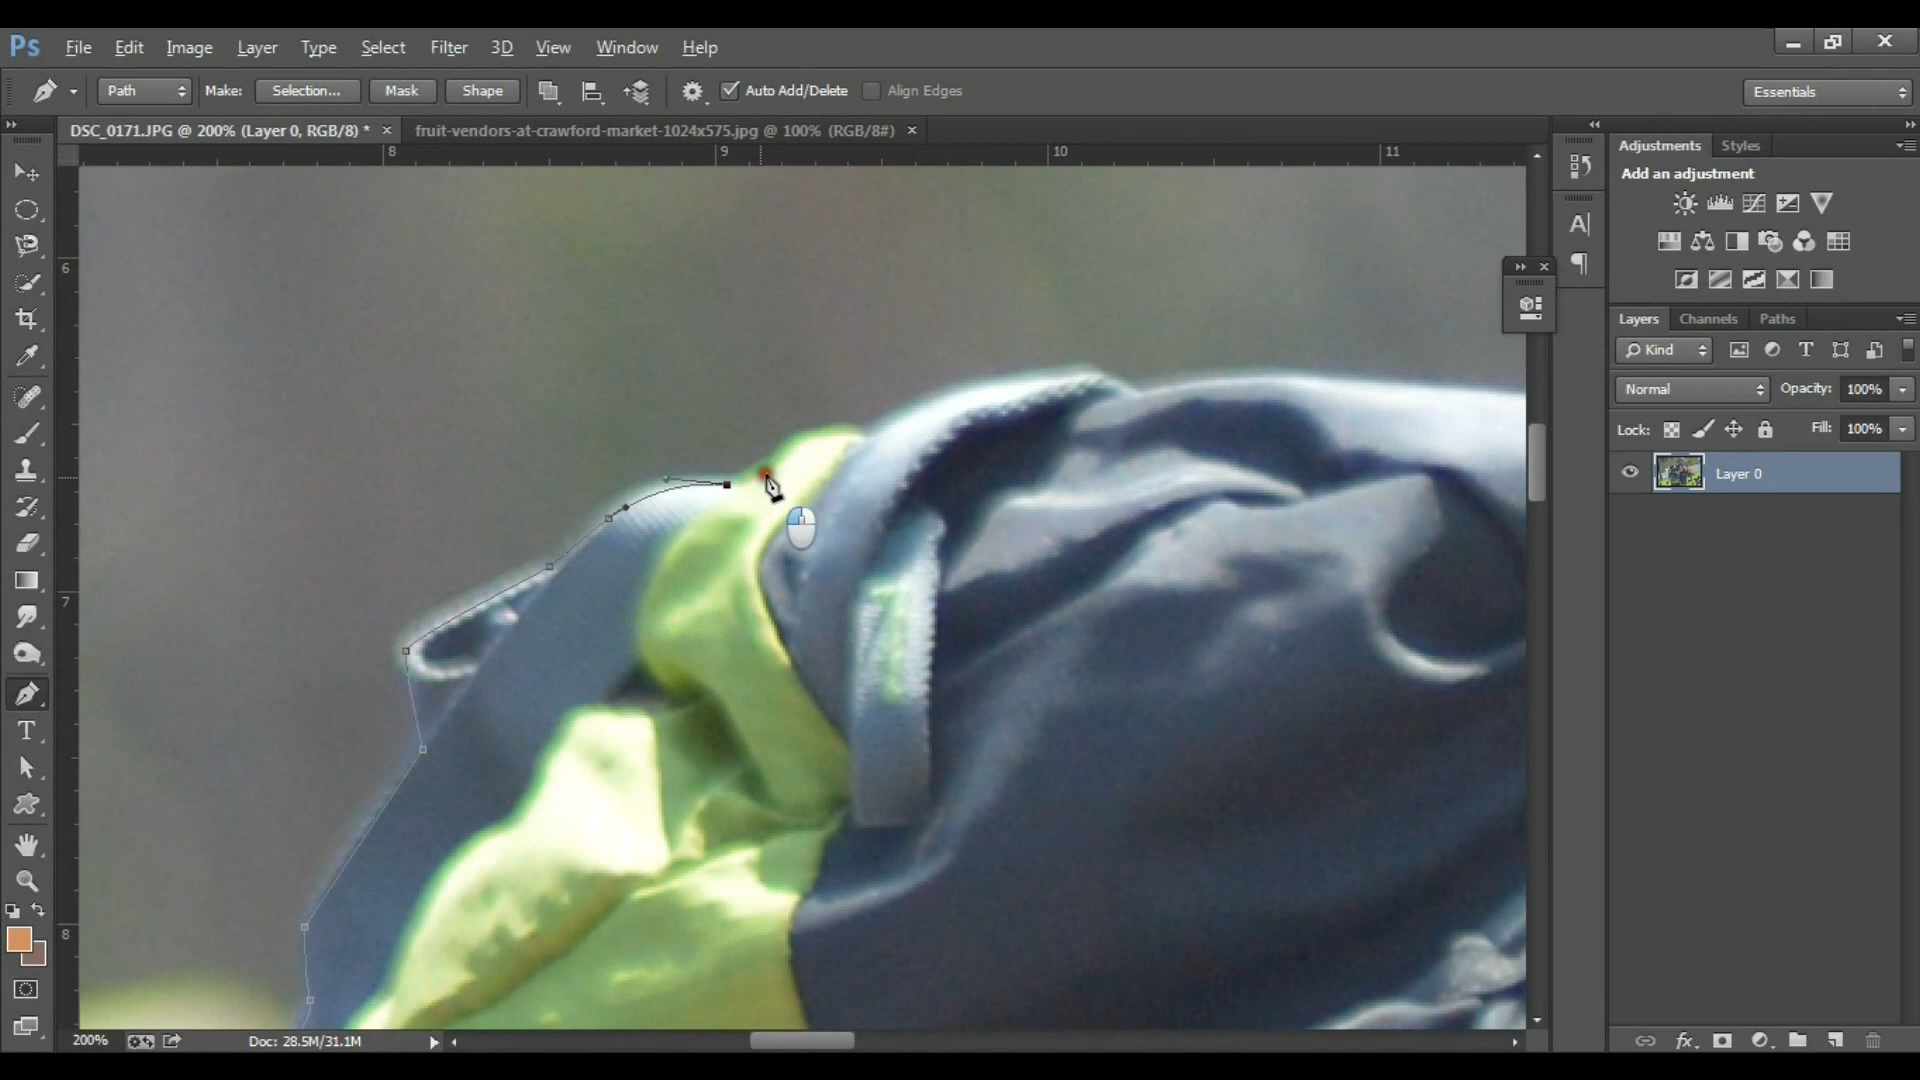 Ps File Edit Image Layer Type Select Filter 3D View Window Help
Path Make: Selection... Mask Shape Auto Add/Delete Align Edges Essentials
DSC_0171.JPG @ 200% (Layer 0, RGB/8) * × fruit-vendors-at-crawford-market-1024x575.jpg @ 100% (RGB/8#) ×
8 9 10 11
6
7
8
Adjustments Styles
Add an adjustment
Layers Channels Paths
Kind
Normal Opacity: 100%
Lock: Fill: 100%
Layer 0
200% Doc: 28.5M/31.1M